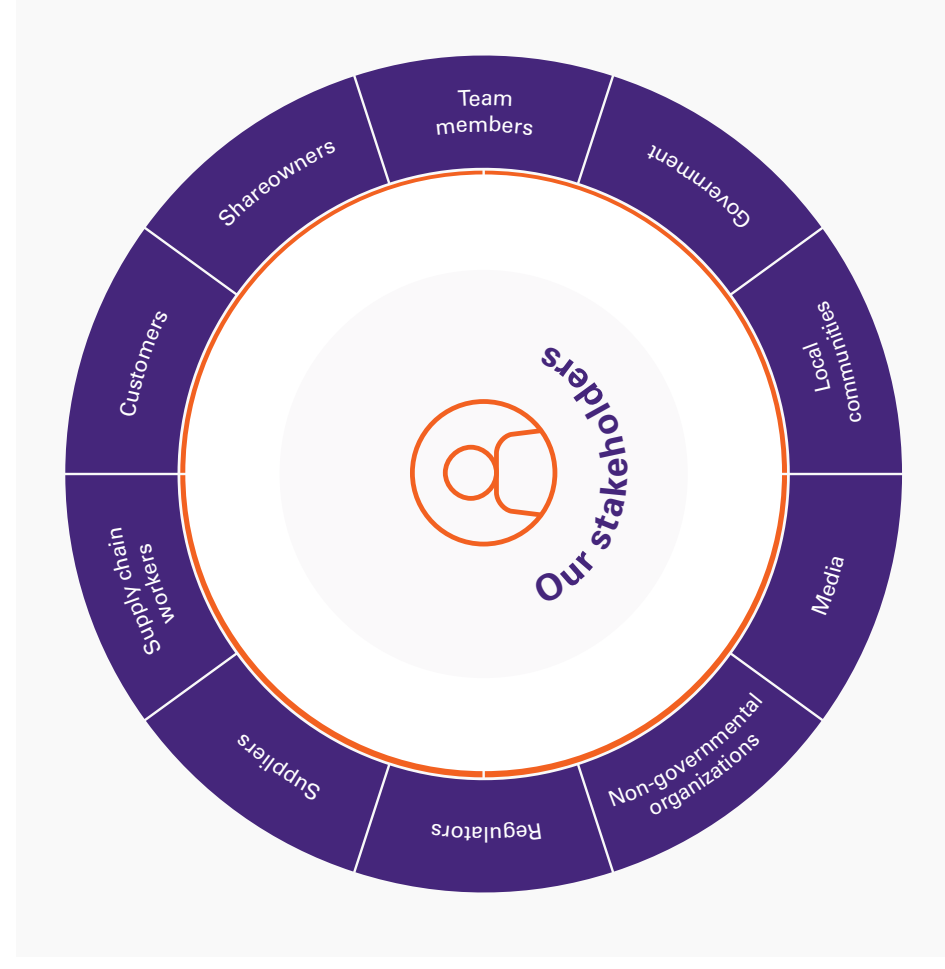 Team
members
Government
Local
communities
Media
Non-governmental
organizations
Regulators
Suppliers
Supply chain
workers
Customers
Shareowners
Our stakeholders